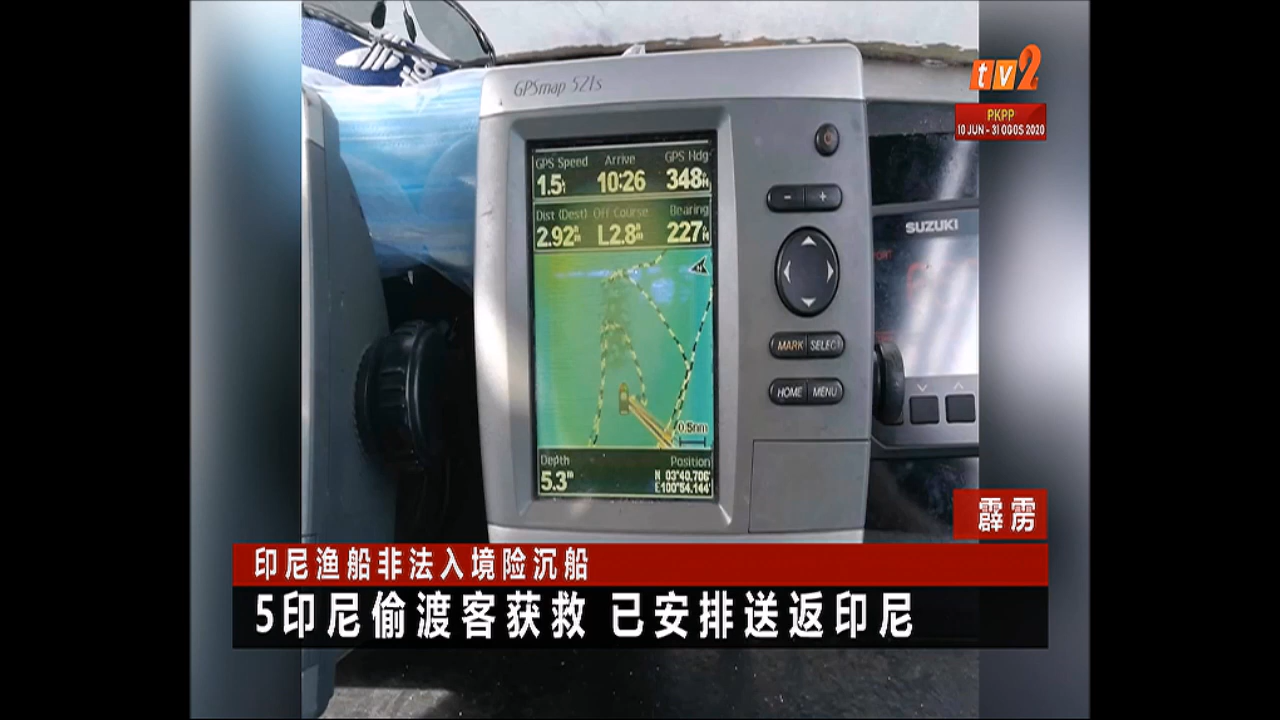 GPSmap 521s
tv2
PKPP
10 JUN - 31 OGOS 2020
GPS Speed Arrive GPS Hdg
1.5 10:26 348
Dist (Dest) Off Course Bearing
2.92 L2.8 227
SUZUKI
MARK SELECT
HOME MENU
0.5nm
Depth Position
5.3m N 03°40.706'
E100°54.144'
霹雳
印尼渔船非法入境险沉船
5印尼偷渡客获救 已安排送返印尼